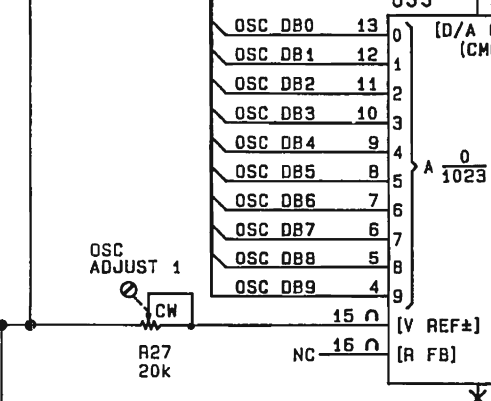 OSC DB0 13 0 [D/A
OSC DB1 12 1
OSC DB2 11 2
OSC DB3 10 3
OSC DB4 9 4 A 0
OSC DB5 8 5 1023
OSC DB6 7 6
OSC DB7 6 7
OSC DB8 5 8
OSC DB9 4 9
OSC
ADJUST 1
CW
R27
20k
15 [V REF±]
NC 16 [R FB]